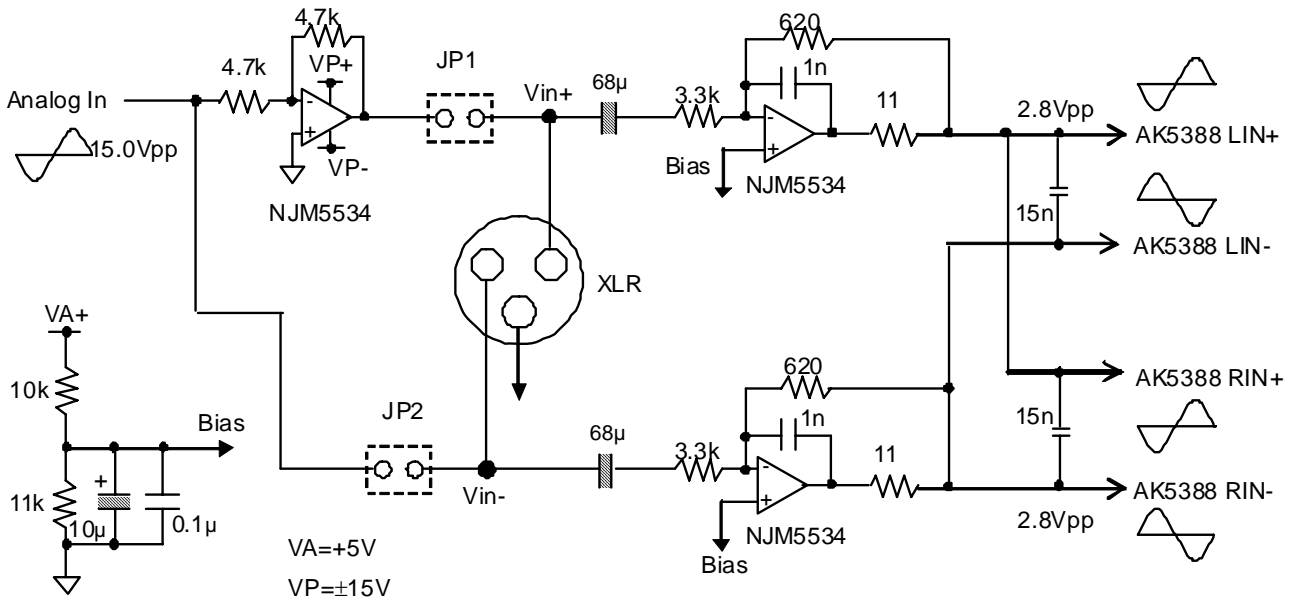 4.7k
620
4.7k
VP+
JP1
Vin+
68µ
3.3k
1n
11
2.8Vpp
Analog In
-
+
-
+
AK5388 LIN+
15.0Vpp
VP-
Bias
NJM5534
NJM5534
15n
AK5388 LIN-
XLR
VA+
10k
Bias
620
AK5388 RIN+
JP2
68µ
3.3k
1n
11
15n
-
+
AK5388 RIN-
11k
+
10µ
0.1µ
Vin-
NJM5534
2.8Vpp
VA=+5V
Bias
VP=±15V